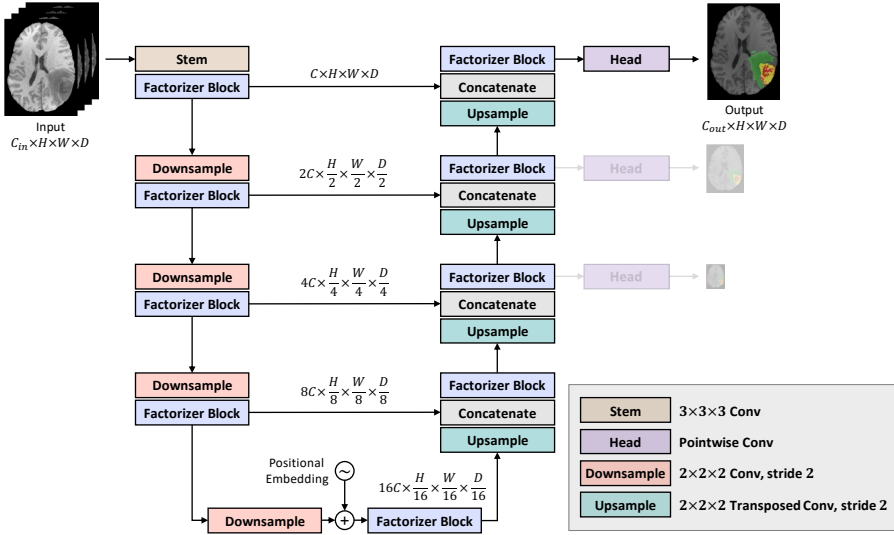 Input
C_in×H×W×D
Stem
Factorizer Block
C×H×W×D
Factorizer Block
Concatenate
Upsample
Head
Output
C_out×H×W×D
Downsample
Factorizer Block
2C×H/2×W/2×D/2
Factorizer Block
Concatenate
Upsample
Head
Downsample
Factorizer Block
4C×H/4×W/4×D/4
Factorizer Block
Concatenate
Upsample
Head
Downsample
Factorizer Block
8C×H/8×W/8×D/8
Factorizer Block
Concatenate
Upsample
Positional
Embedding
16C×H/16×W/16×D/16
Downsample
Factorizer Block
Stem 3×3×3 Conv
Head Pointwise Conv
Downsample 2×2×2 Conv, stride 2
Upsample 2×2×2 Transposed Conv, stride 2